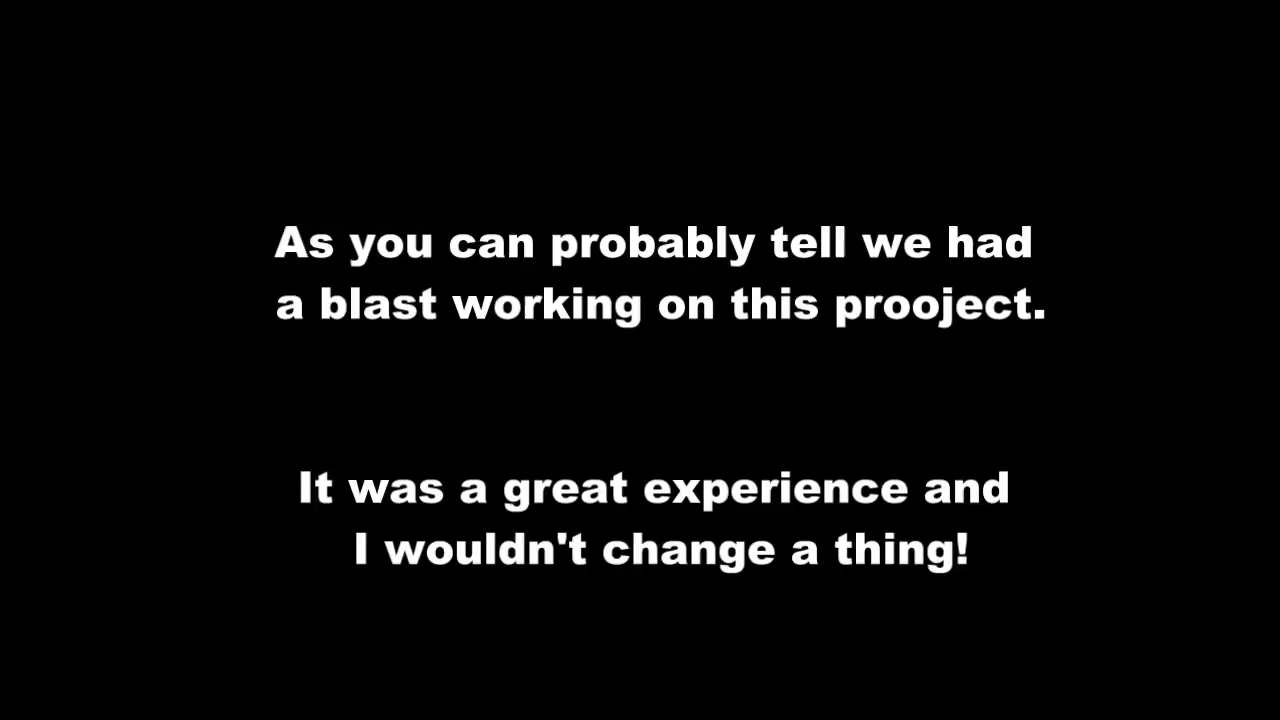 As you can probably tell we had
a blast working on this prooject.
It was a great experience and
I wouldn't change a thing!